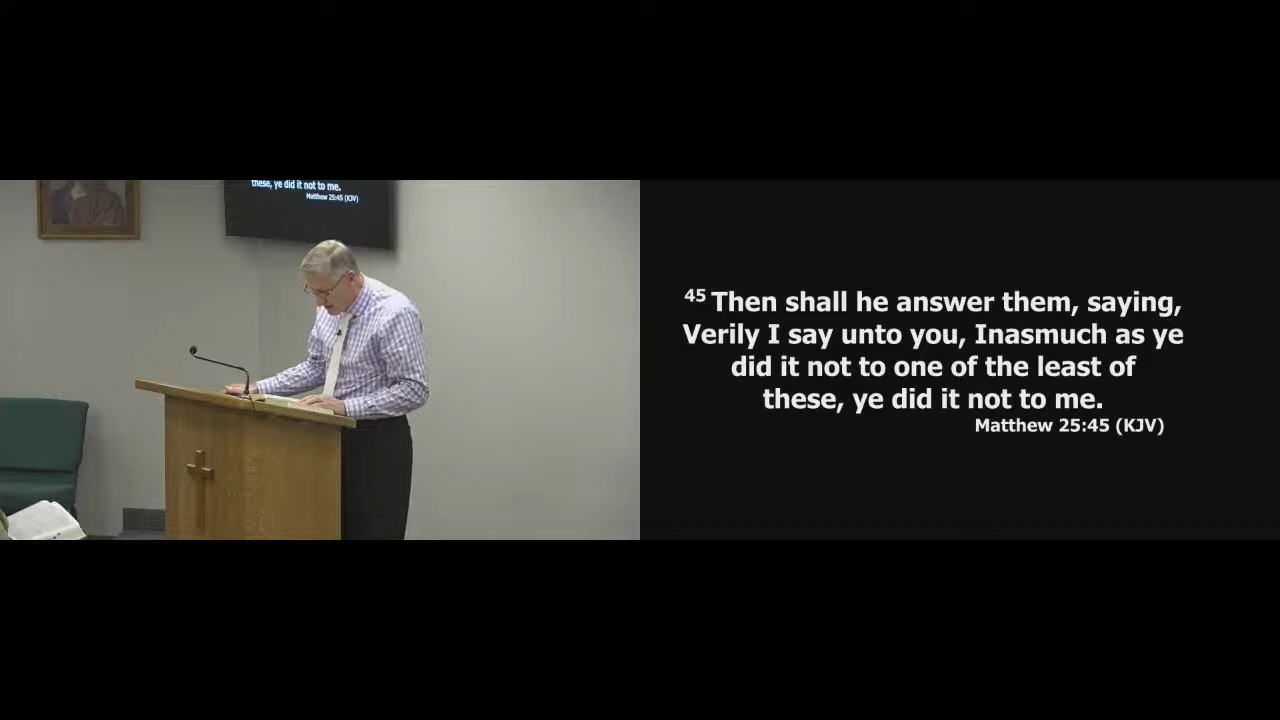 these, ye did it not to me.
Matthew 25:45 (KJV)
45 Then shall he answer them, saying,
Verily I say unto you, Inasmuch as ye
did it not to one of the least of
these, ye did it not to me.
Matthew 25:45 (KJV)